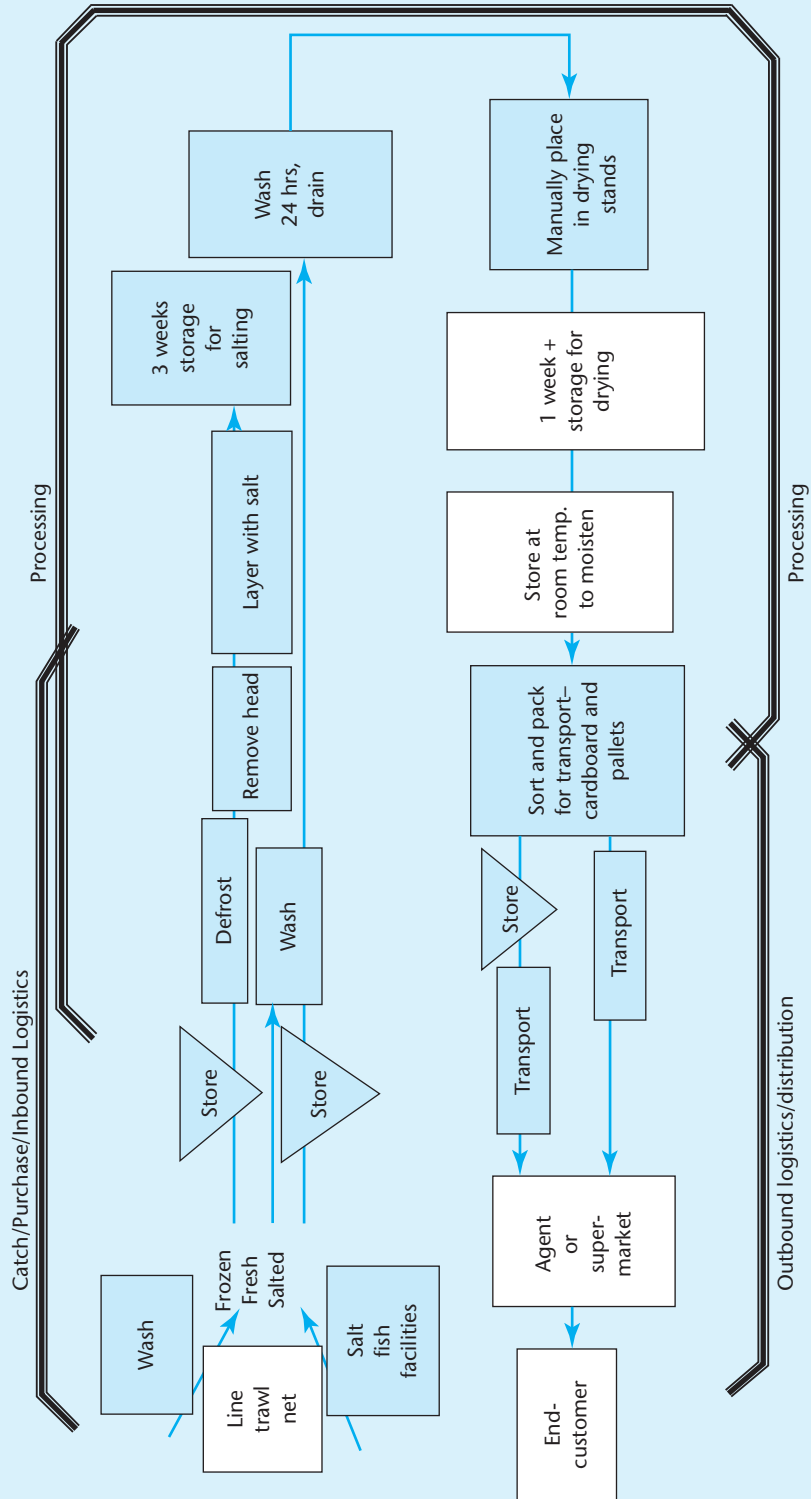 Catch/Purchase/Inbound Logistics
Processing
Wash
Line
trawl
net
Salt
fish
facilities
Frozen
Fresh
Salted
Store
Store
Defrost
Wash
Remove head
Layer with salt
3 weeks
storage
for
salting
Wash
24 hrs,
drain
Manually place
in drying
stands
1 week +
storage for
drying
Store at
room temp.
to moisten
Sort and pack
for transport–
cardboard and
pallets
Store
Transport
Transport
Agent
or
super-
market
End-
customer
Outbound logistics/distribution
Processing